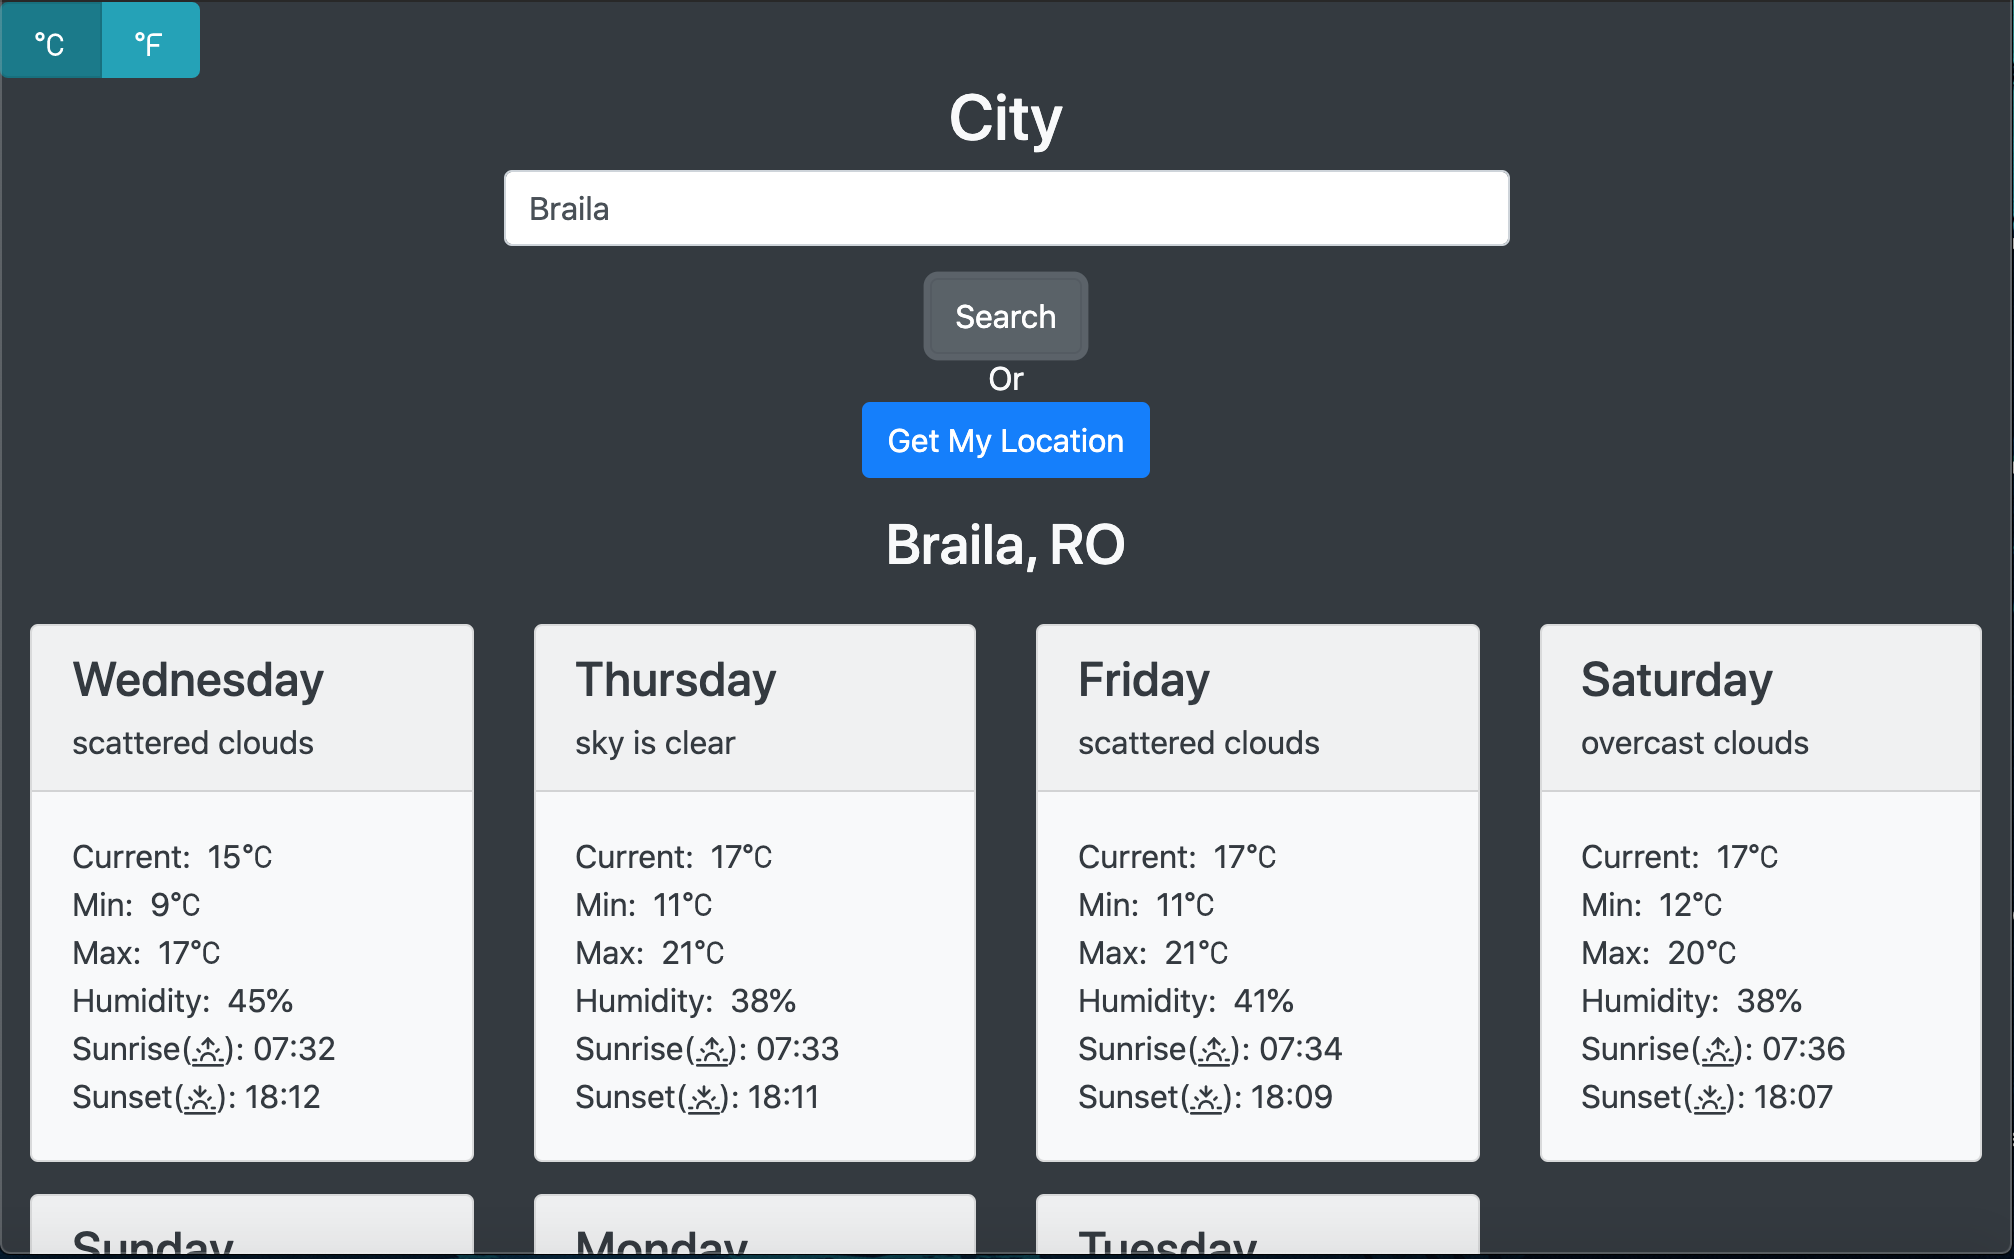 °C °F
City
Braila
Search
Or
Get My Location
Braila, RO
Wednesday
scattered clouds
Current: 15°C
Min: 9°C
Max: 17°C
Humidity: 45%
Sunrise(): 07:32
Sunset(): 18:12
Thursday
sky is clear
Current: 17°C
Min: 11°C
Max: 21°C
Humidity: 38%
Sunrise(): 07:33
Sunset(): 18:11
Friday
scattered clouds
Current: 17°C
Min: 11°C
Max: 21°C
Humidity: 41%
Sunrise(): 07:34
Sunset(): 18:09
Saturday
overcast clouds
Current: 17°C
Min: 12°C
Max: 20°C
Humidity: 38%
Sunrise(): 07:36
Sunset(): 18:07
Sunday
Monday
Tuesday